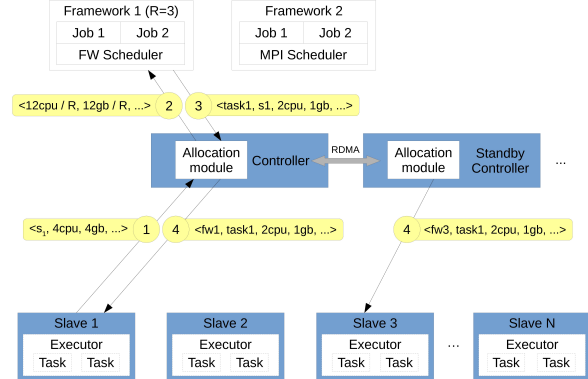 Framework 1 (R=3)
Job 1 Job 2
FW Scheduler
Framework 2
Job 1 Job 2
MPI Scheduler
<12cpu / R, 12gb / R, ...> 2
3 <task1, s1, 2cpu, 1gb, ...>
Allocation
module
Controller
RDMA
Allocation
module
Standby
Controller
...
<s1, 4cpu, 4gb, ...> 1
4 <fw1, task1, 2cpu, 1gb, ...>
4 <fw3, task1, 2cpu, 1gb, ...>
Slave 1
Executor
Task Task
Slave 2
Executor
Task Task
Slave 3
Executor
Task Task
...
Slave N
Executor
Task Task